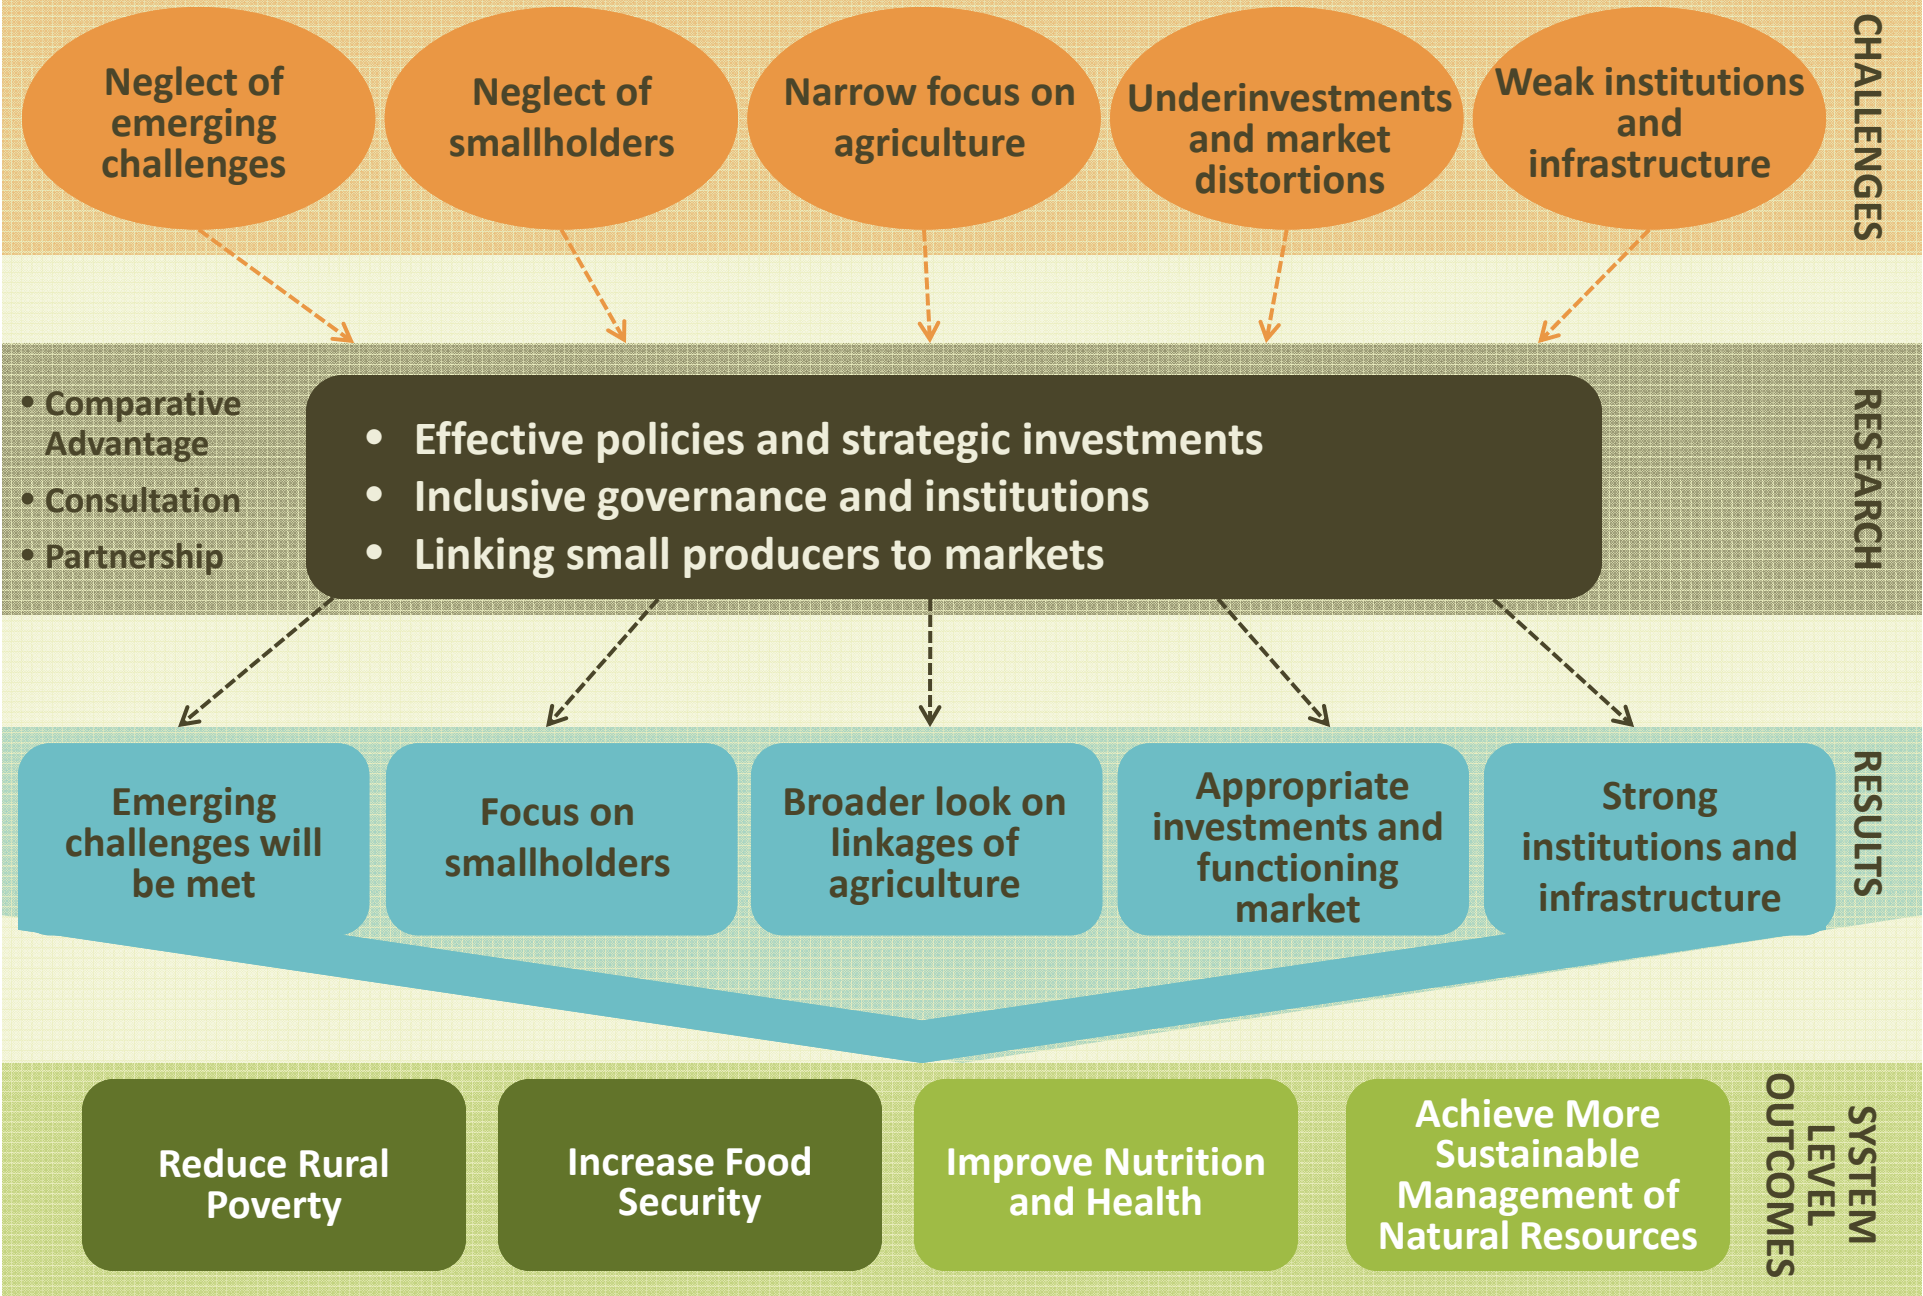 Neglect of
emerging
challenges
Neglect of
smallholders
Narrow focus on
agriculture
Underinvestments
and market
distortions
Weak institutions
and
infrastructure
CHALLENGES
• Comparative
Advantage
• Consultation
• Partnership
• Effective policies and strategic investments
• Inclusive governance and institutions
• Linking small producers to markets
RESEARCH
Emerging
challenges will
be met
Focus on
smallholders
Broader look on
linkages of
agriculture
Appropriate
investments and
functioning
market
Strong
institutions and
infrastructure
RESULTS
Reduce Rural
Poverty
Increase Food
Security
Improve Nutrition
and Health
Achieve More
Sustainable
Management of
Natural Resources
SYSTEM
LEVEL
OUTCOMES